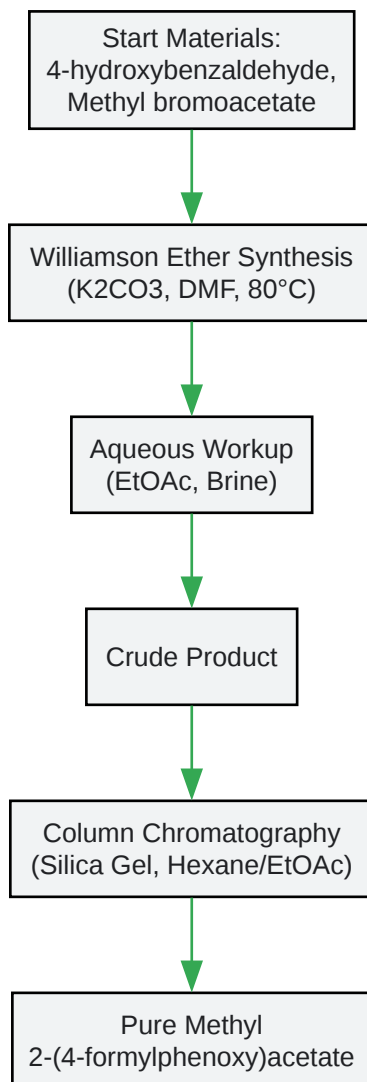 Start Materials:
4-hydroxybenzaldehyde,
Methyl bromoacetate
Williamson Ether Synthesis
(K2CO3, DMF, 80°C)
Aqueous Workup
(EtOAc, Brine)
Crude Product
Column Chromatography
(Silica Gel, Hexane/EtOAc)
Pure Methyl
2-(4-formylphenoxy)acetate